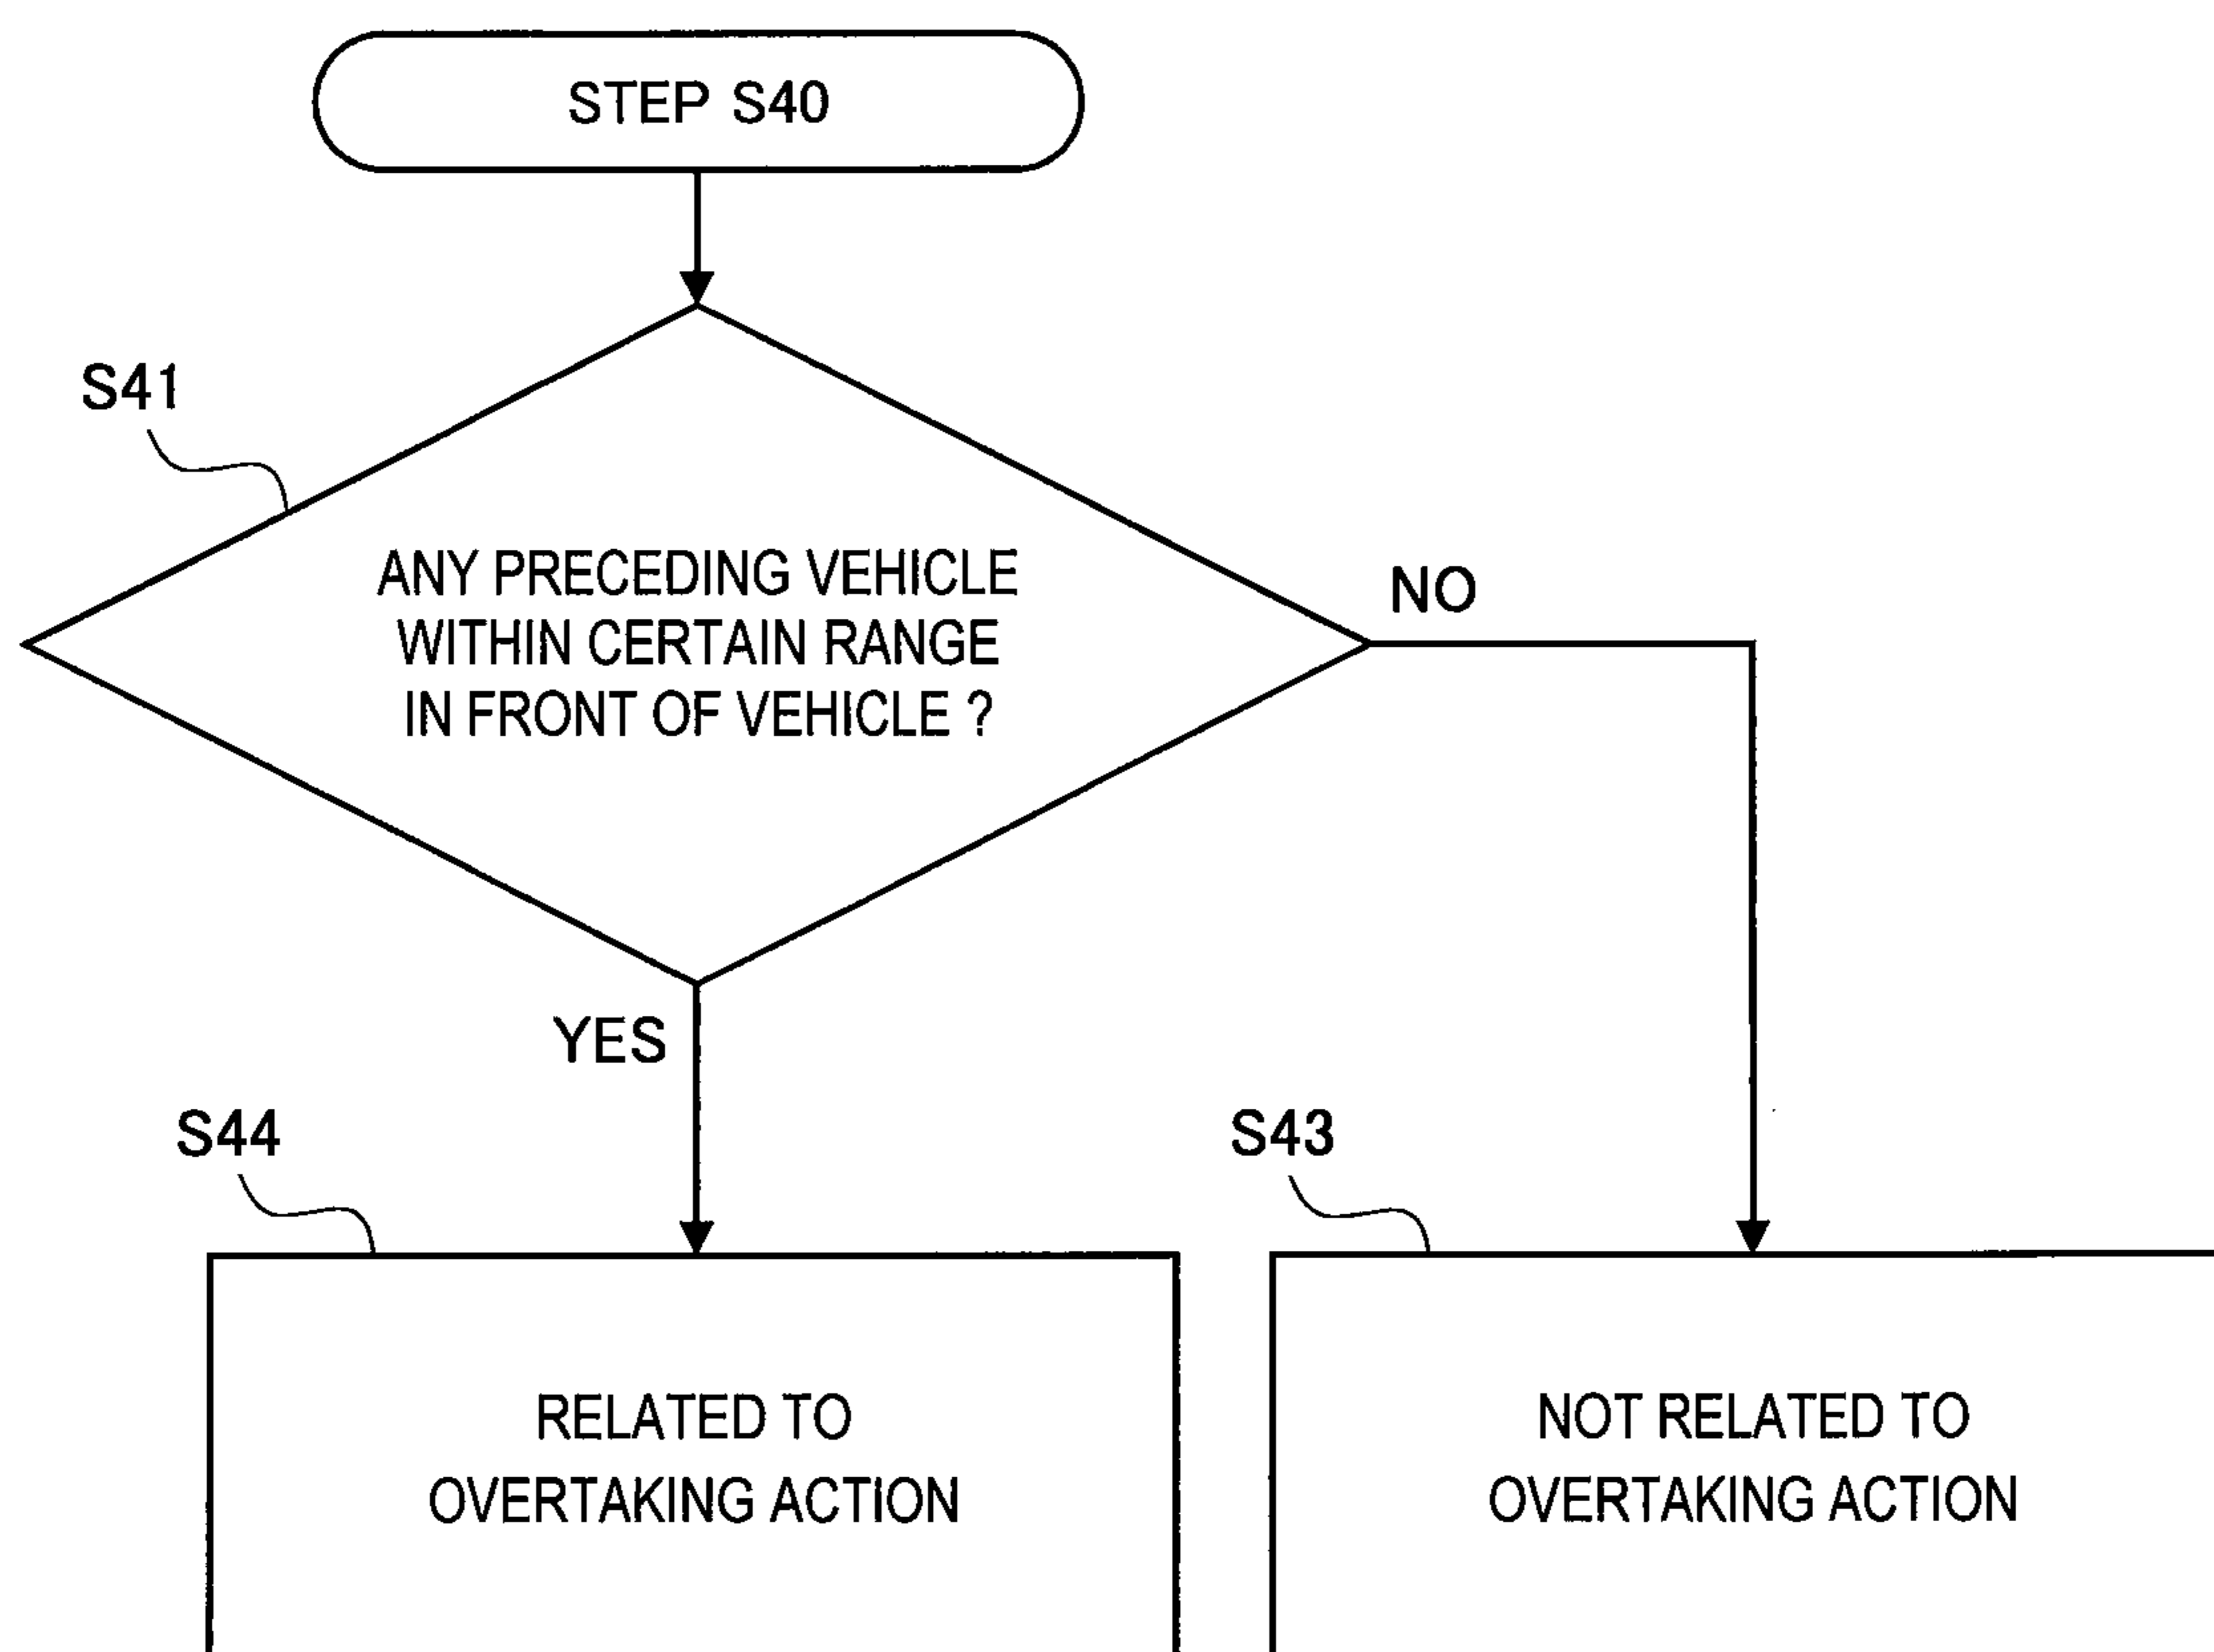 STEP S40
S41
ANY PRECEDING VEHICLE
WITHIN CERTAIN RANGE
IN FRONT OF VEHICLE ?
NO
YES
S44
S43
RELATED TO
OVERTAKING ACTION
NOT RELATED TO
OVERTAKING ACTION